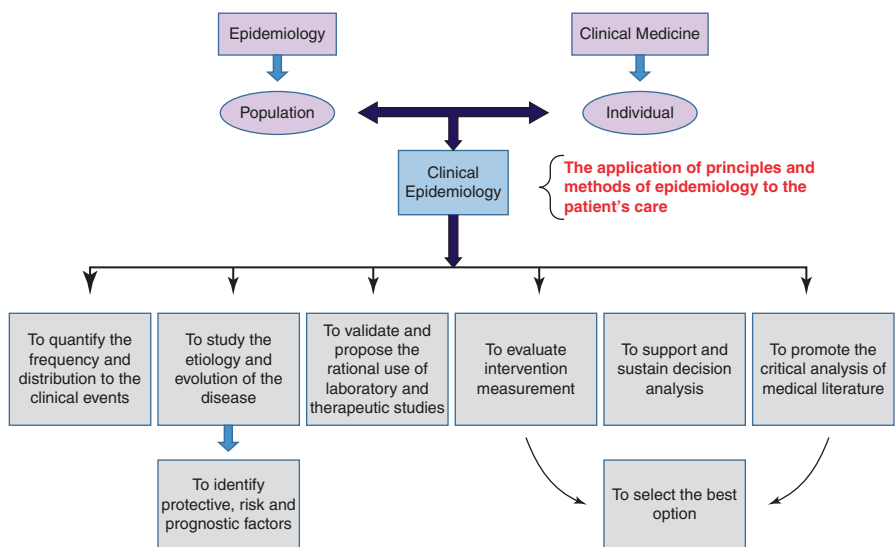 Epidemiology
Clinical Medicine
Population
Individual
Clinical
Epidemiology
The application of principles and
methods of epidemiology to the
patient's care
To quantify the
frequency and
distribution to the
clinical events
To study the
etiology and
evolution of the
disease
To validate and
propose the
rational use of
laboratory and
therapeutic studies
To evaluate
intervention
measurement
To support and
sustain decision
analysis
To promote the
critical analysis of
medical literature
To identify
protective, risk and
prognostic factors
To select the best
option